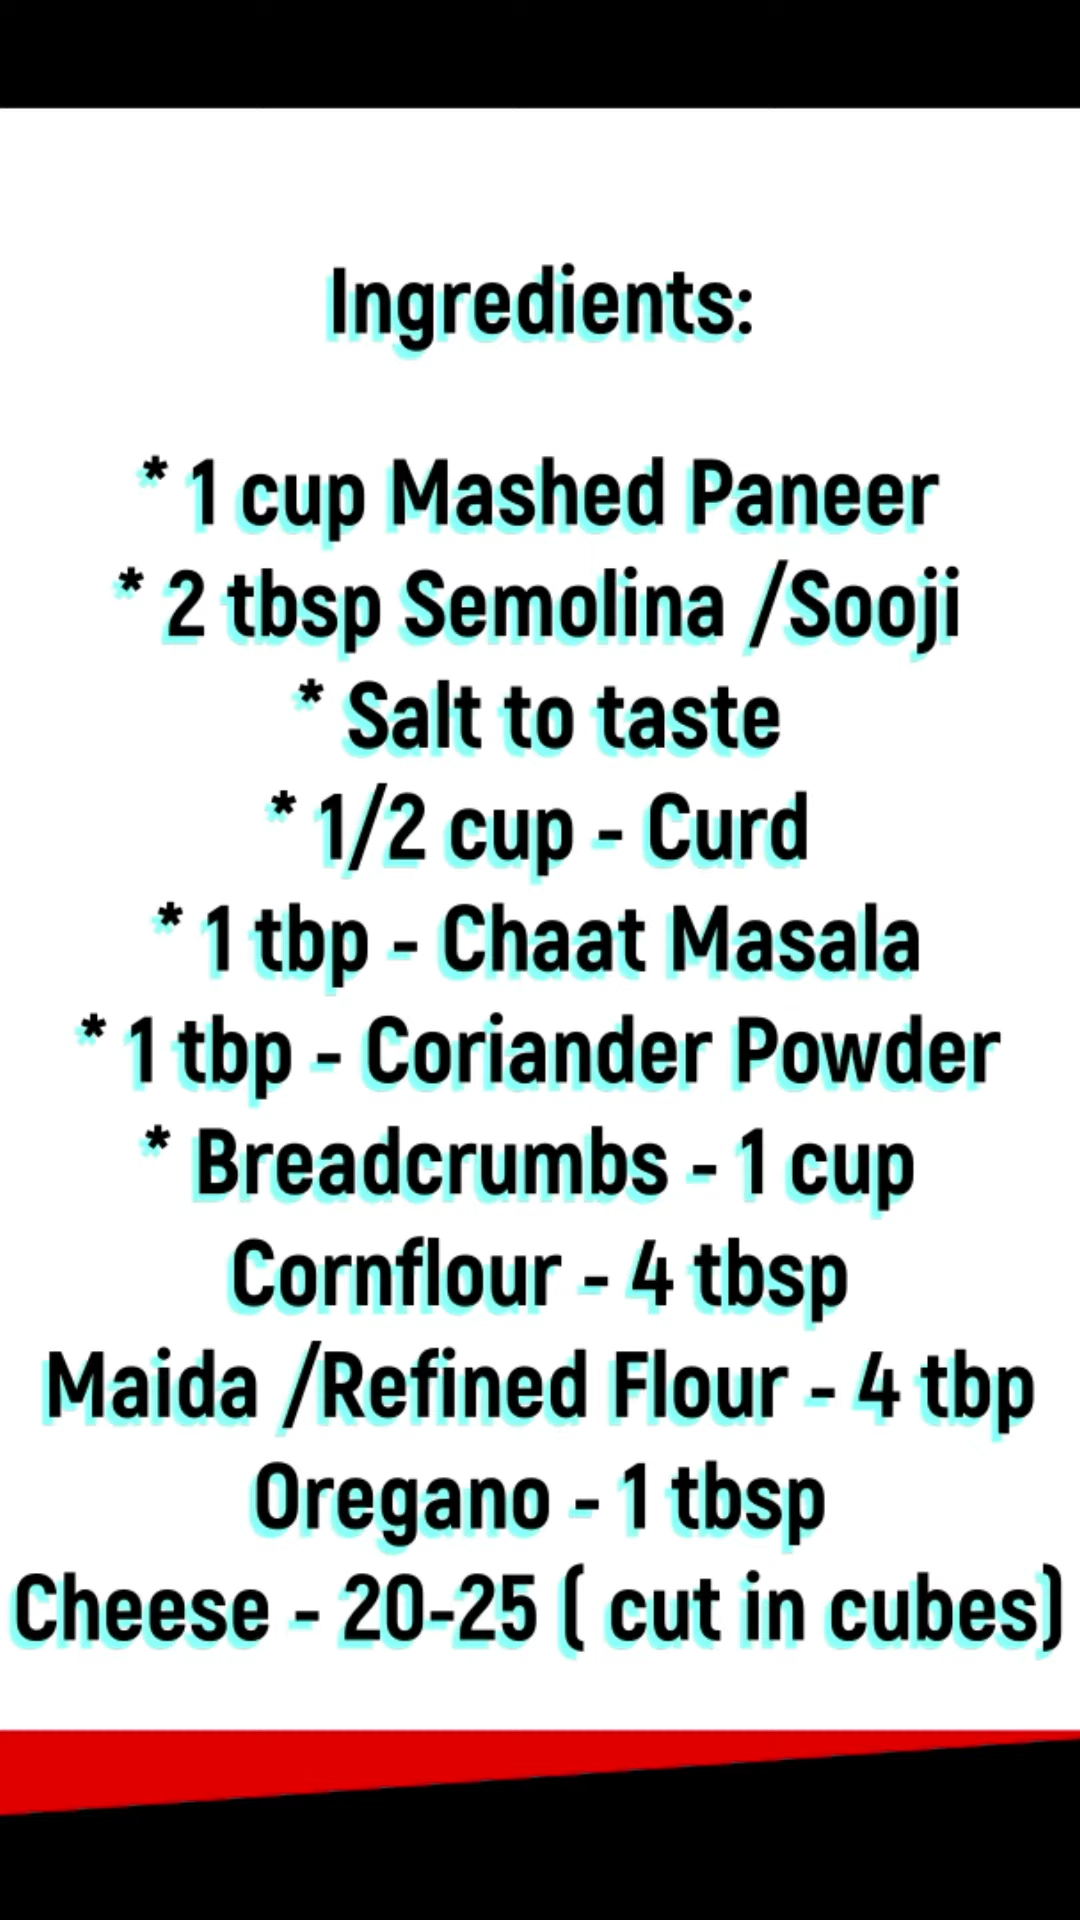 Ingredients:
* 1 cup Mashed Paneer
* 2 tbsp Semolina /Sooji
* Salt to taste
* 1/2 cup - Curd
* 1 tbp - Chaat Masala
* 1 tbp - Coriander Powder
* Breadcrumbs - 1 cup
Cornflour - 4 tbsp
Maida /Refined Flour - 4 tbp
Oregano - 1 tbsp
Cheese - 20-25 ( cut in cubes)